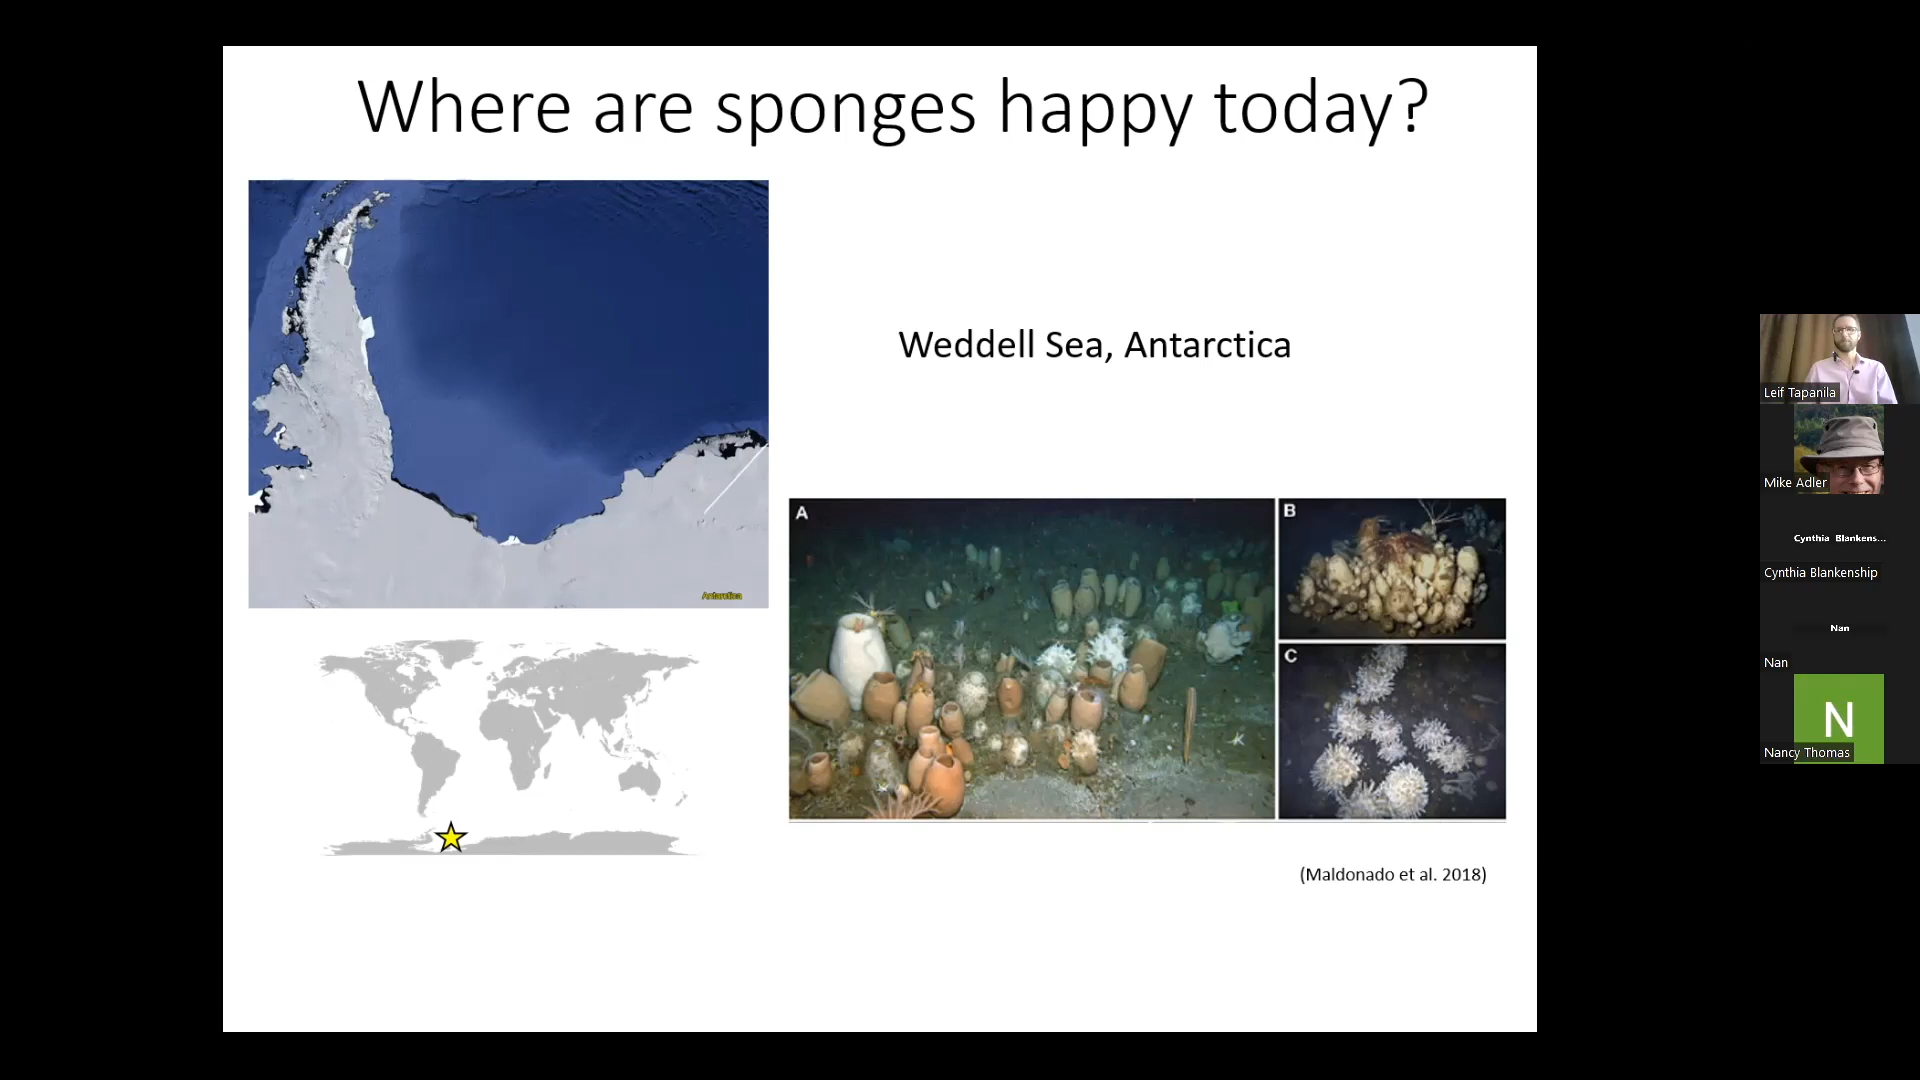 Where are sponges happy today?
Weddell Sea, Antarctica
Antarctica
A
B
C
(Maldonado et al. 2018)
Leif Tapanila
Mike Adler
Cynthia Blankens...
Cynthia Blankenship
Nan
Nan
N
Nancy Thomas